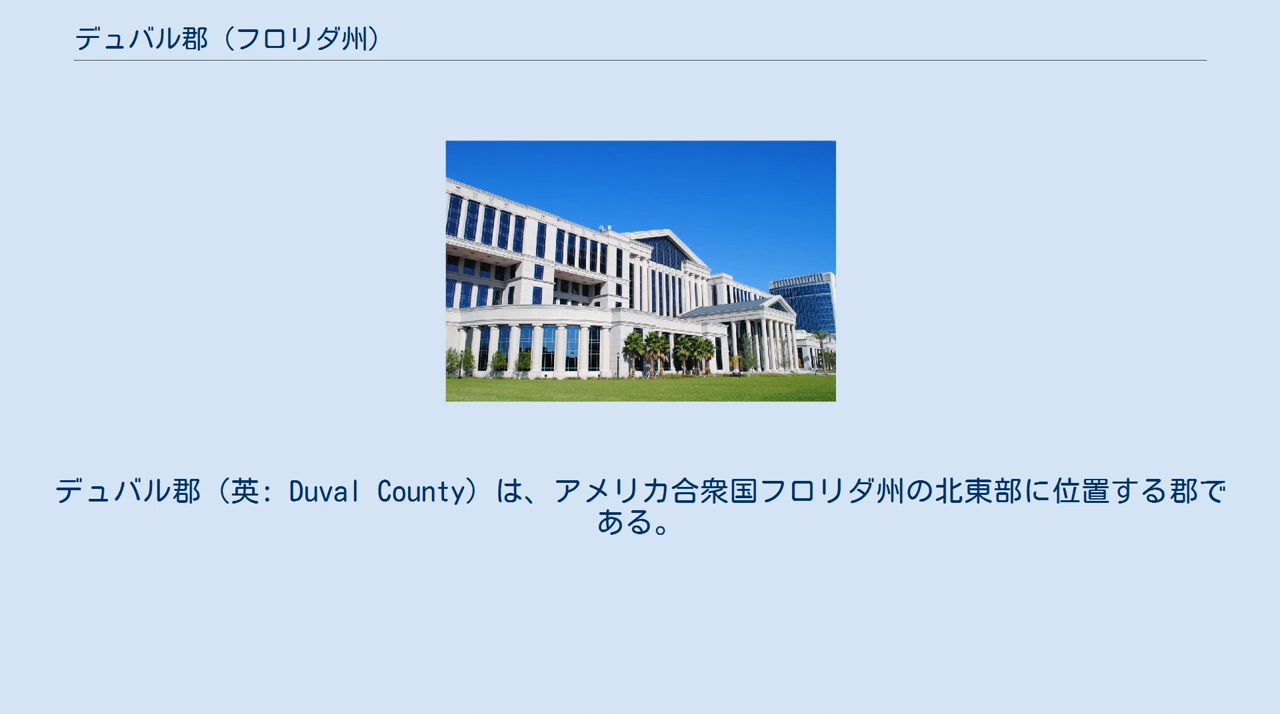 デュバル郡（フロリダ州）
デュバル郡（英: Duval County）は、アメリカ合衆国フロリダ州の北東部に位置する郡で
ある。